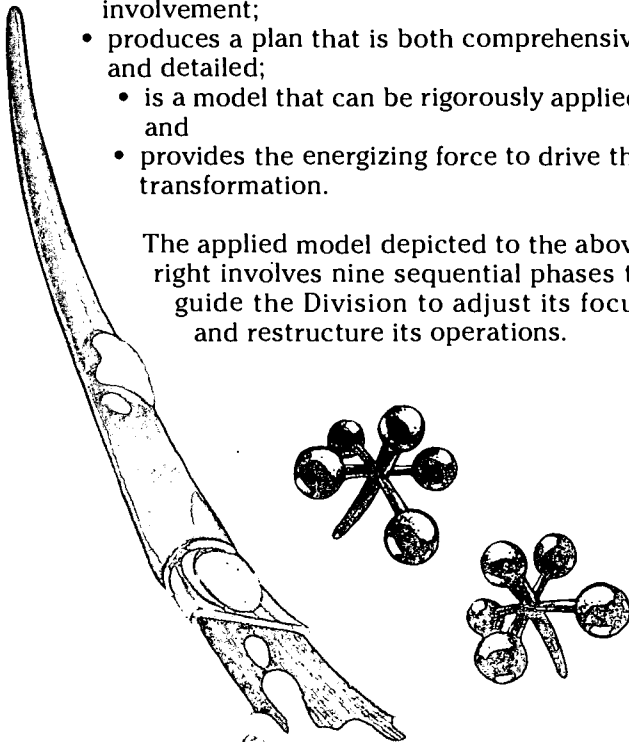 involvement;
• produces a plan that is both comprehensiv
and detailed;
• is a model that can be rigorously applied
and
• provides the energizing force to drive th
transformation.
The applied model depicted to the abov
right involves nine sequential phases t
guide the Division to adjust its focu
and restructure its operations.